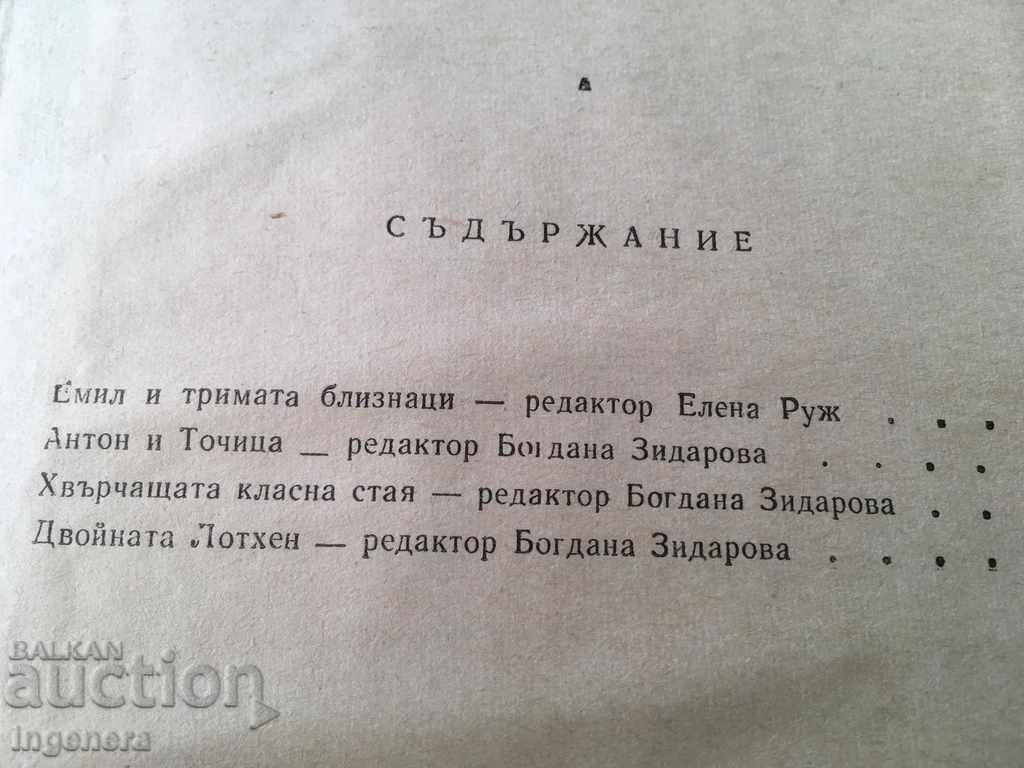 СЪДЪРЖАНИЕ
Емил и тримата близнаци — редактор Елена Руж . . .
Антон и Точица — редактор Богдана Зидарова . . . .
Хвърчащата класна стая — редактор Богдана Зидарова . .
Двойната Лотхен — редактор Богдана Зидарова . . . .
BALKAN
auction
ingenera